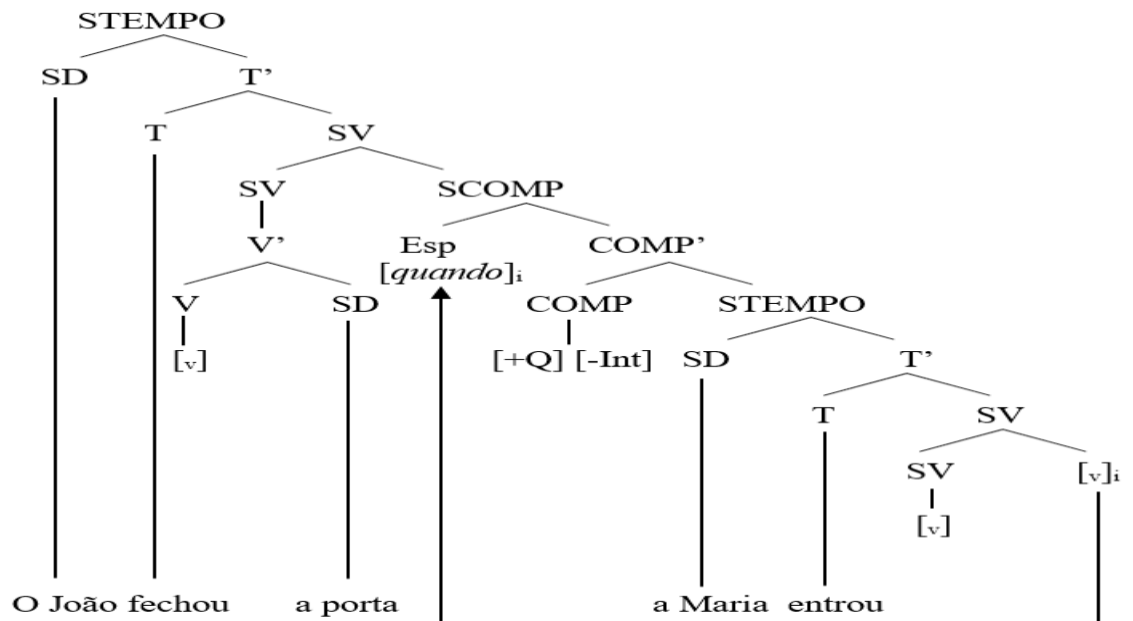 STEMPO
SD T’
T SV
SV SCOMP
V’ Esp COMP’
[quando]ᵢ
V SD COMP STEMPO
[ᵥ] [+Q] [-Int] SD T’
T SV
SV [ᵥ]ᵢ
[ᵥ]
O João fechou a porta a Maria entrou